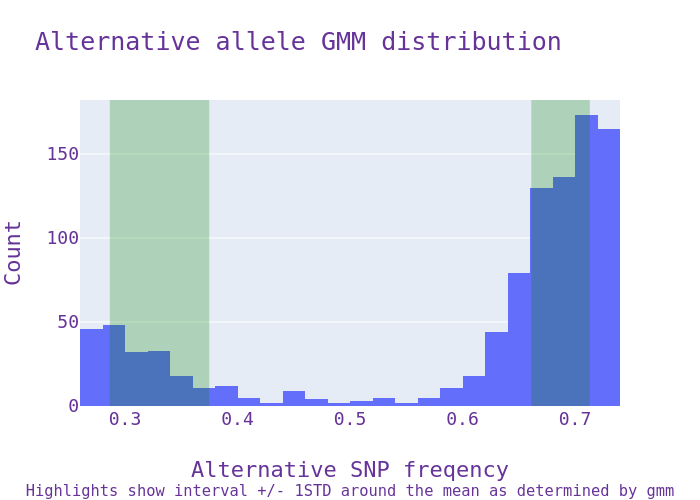 Alternative allele GMM distribution
150
100
50
0
Count
0.3 0.4 0.5 0.6 0.7
Alternative SNP freqency
Highlights show interval +/- 1STD around the mean as determined by gmm